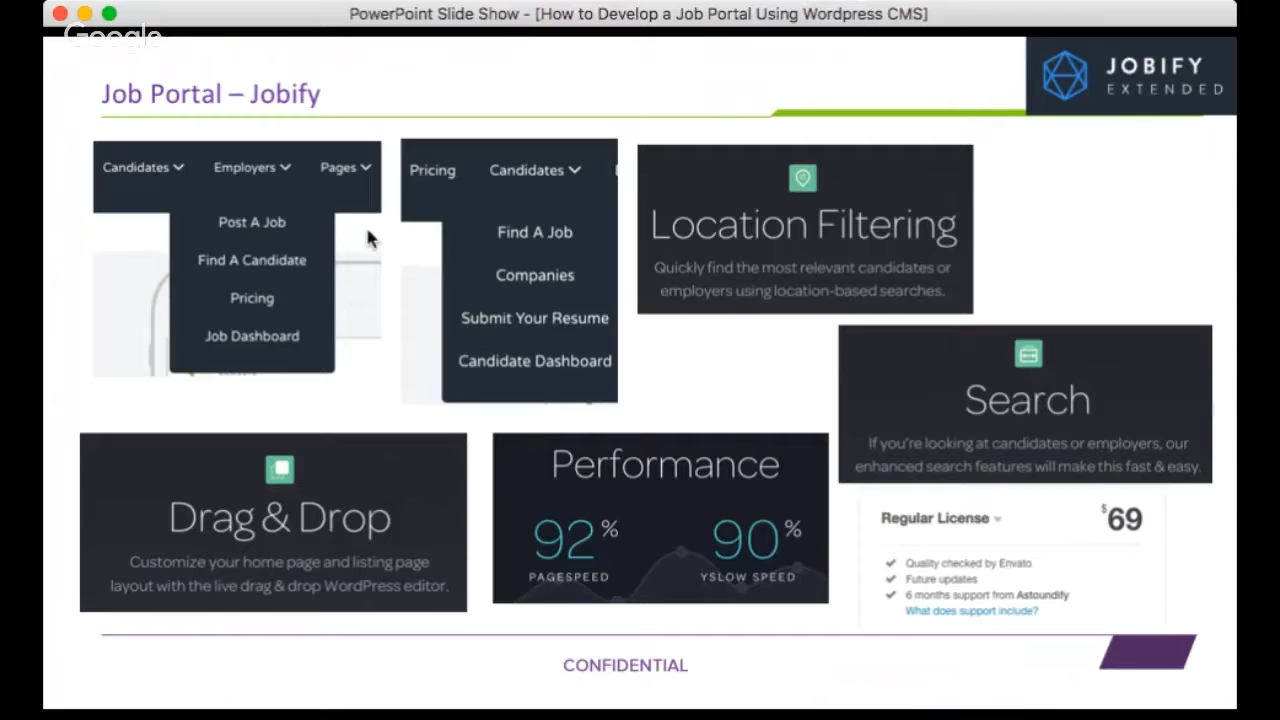 PowerPoint Slide Show - [How to Develop a Job Portal Using Wordpress CMS]
Google
Job Portal – Jobify
JOBIFY
EXTENDED
Candidates Employers Pages
Post A Job
Find A Candidate
Pricing
Job Dashboard
Pricing Candidates
Find A Job
Companies
Submit Your Resume
Candidate Dashboard
Location Filtering
Quickly find the most relevant candidates or
employers using location-based searches.
Search
If you're looking at candidates or employers, our
enhanced search features will make this fast & easy.
Drag & Drop
Customize your home page and listing page
layout with the live drag & drop WordPress editor.
Performance
92% 90%
PAGESPEED YSLOW SPEED
Regular License $69
Quality checked by Envato
Future updates
6 months support from Astoundify
What does support include?
CONFIDENTIAL